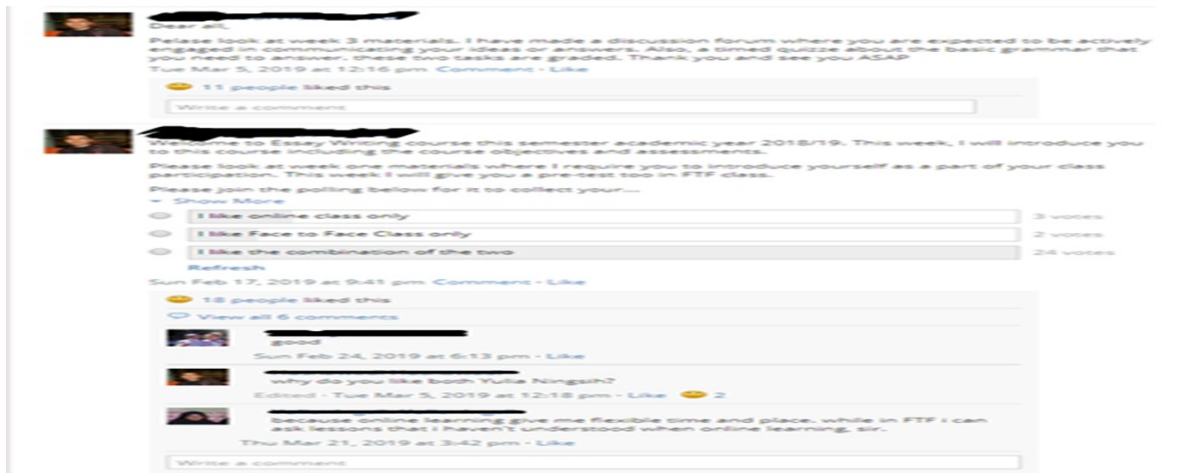 Dear all,
Pelase look at week 3 materials. I have made a discussion forum where you are expected to be actively
engaged in communicating your ideas or answers. Also, a timed quizze about the basic grammar that
you need to answer. these two tasks are graded. Thank you and see you ASAP
Tue Mar 5, 2019 at 12:16 pm Comment - Like
11 people liked this
Write a comment
Welcome to Essay Writing course this semester academic year 2018/19. This week, I will introduce you
to this course including the course objectives and assessments.
Please look at week one materials where I require you to introduce yourself as a part of your class
participation. This week I will give you a pre-test too in FTF class.
Please join the polling below for it to collect your...
Show More
I like online class only 3 votes
I like Face to Face Class only 2 votes
I like the combination of the two 24 votes
Refresh
Sun Feb 17, 2019 at 9:41 pm Comment - Like
18 people liked this
View all 6 comments
good
Sun Feb 24, 2019 at 6:13 pm - Like
why do you like both Yulia Ningsih?
Edited - Tue Mar 5, 2019 at 12:18 pm - Like 2
because online learning give me flexible time and place. while in FTF i can
ask lessons that i haven't understood when online learning, sir.
Thu Mar 21, 2019 at 3:42 pm - Like
Write a comment